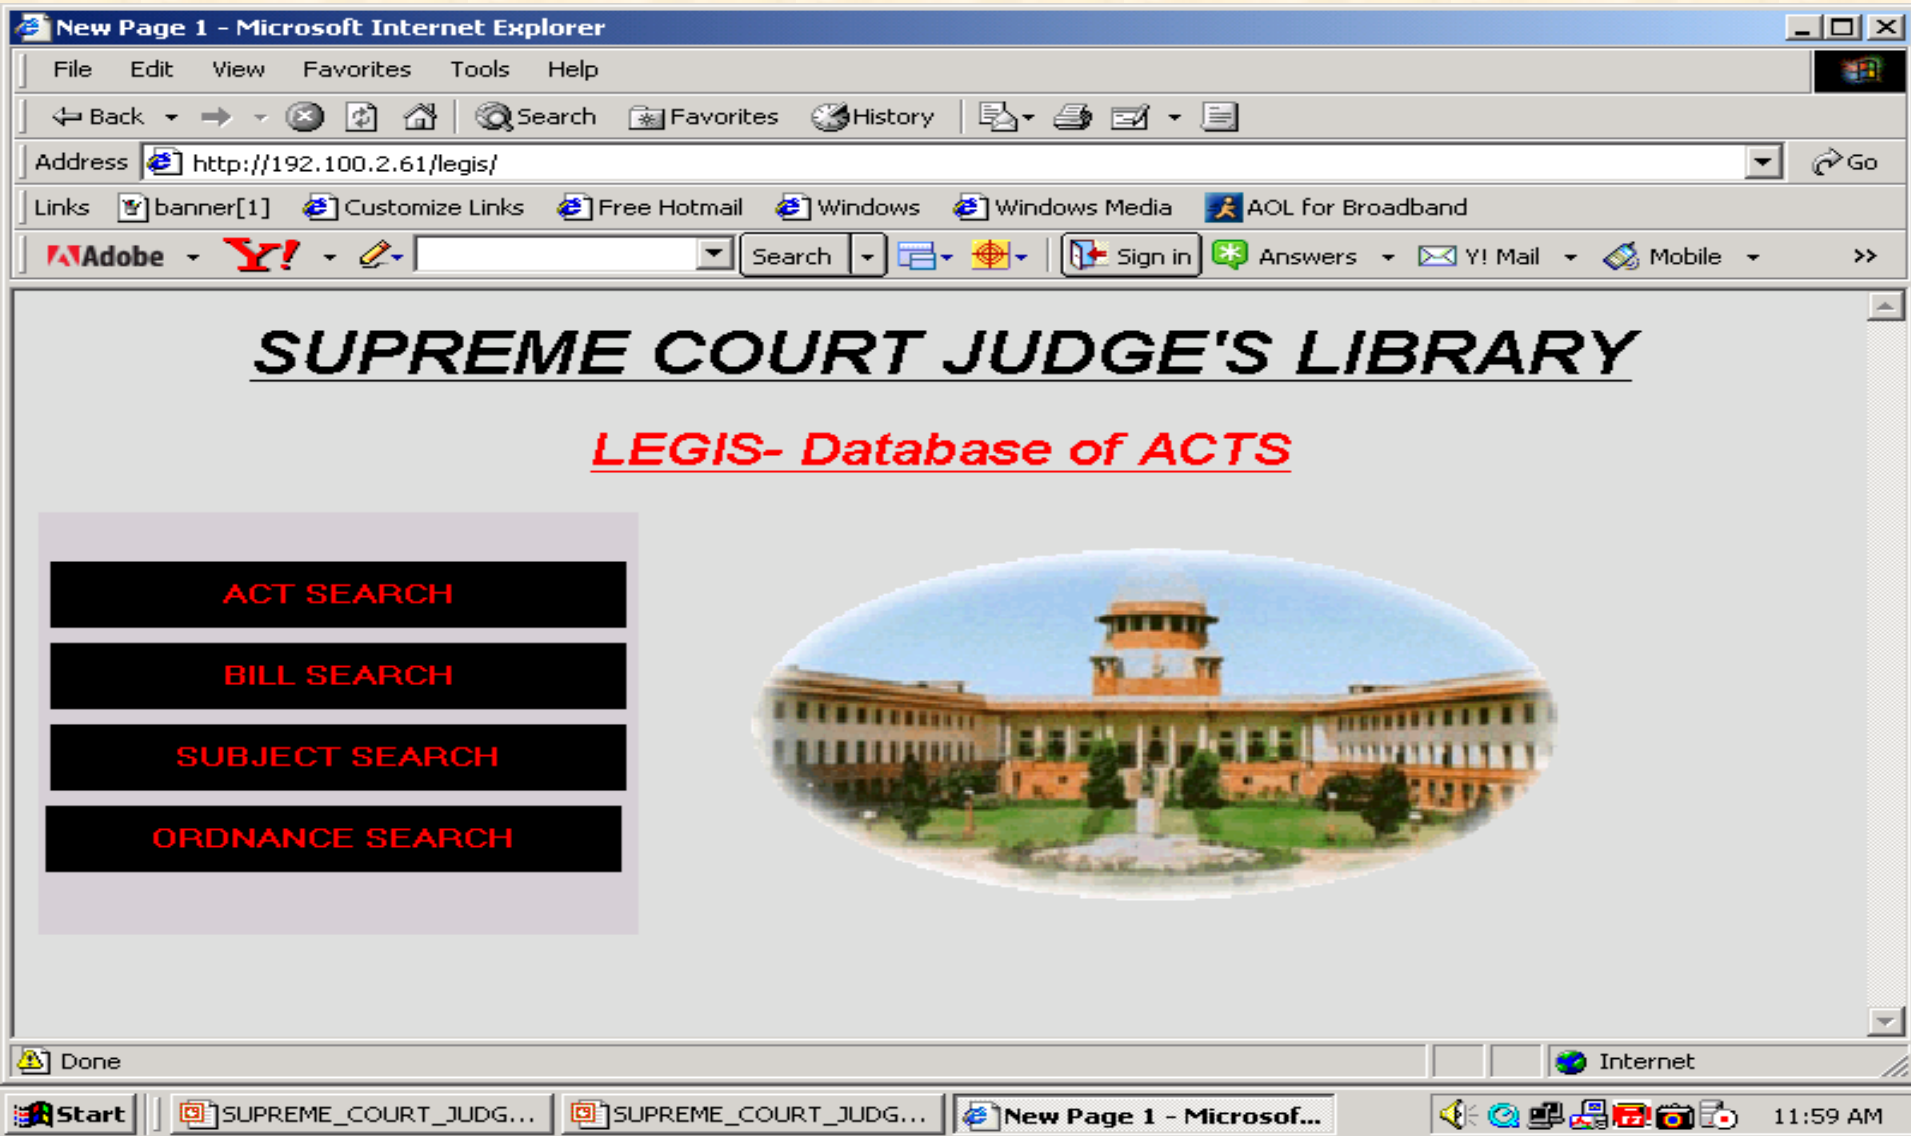 New Page 1 - Microsoft Internet Explorer
File Edit View Favorites Tools Help
Back Search Favorites History
Address http://192.100.2.61/legis/ Go
Links banner[1] Customize Links Free Hotmail Windows Windows Media AOL for Broadband
Adobe Y! Search Sign in Answers Y! Mail Mobile >>
SUPREME COURT JUDGE'S LIBRARY
LEGIS- Database of ACTS
ACT SEARCH
BILL SEARCH
SUBJECT SEARCH
ORDNANCE SEARCH
Done Internet
Start SUPREME_COURT_JUDG... SUPREME_COURT_JUDG... New Page 1 - Microsof... 11:59 AM